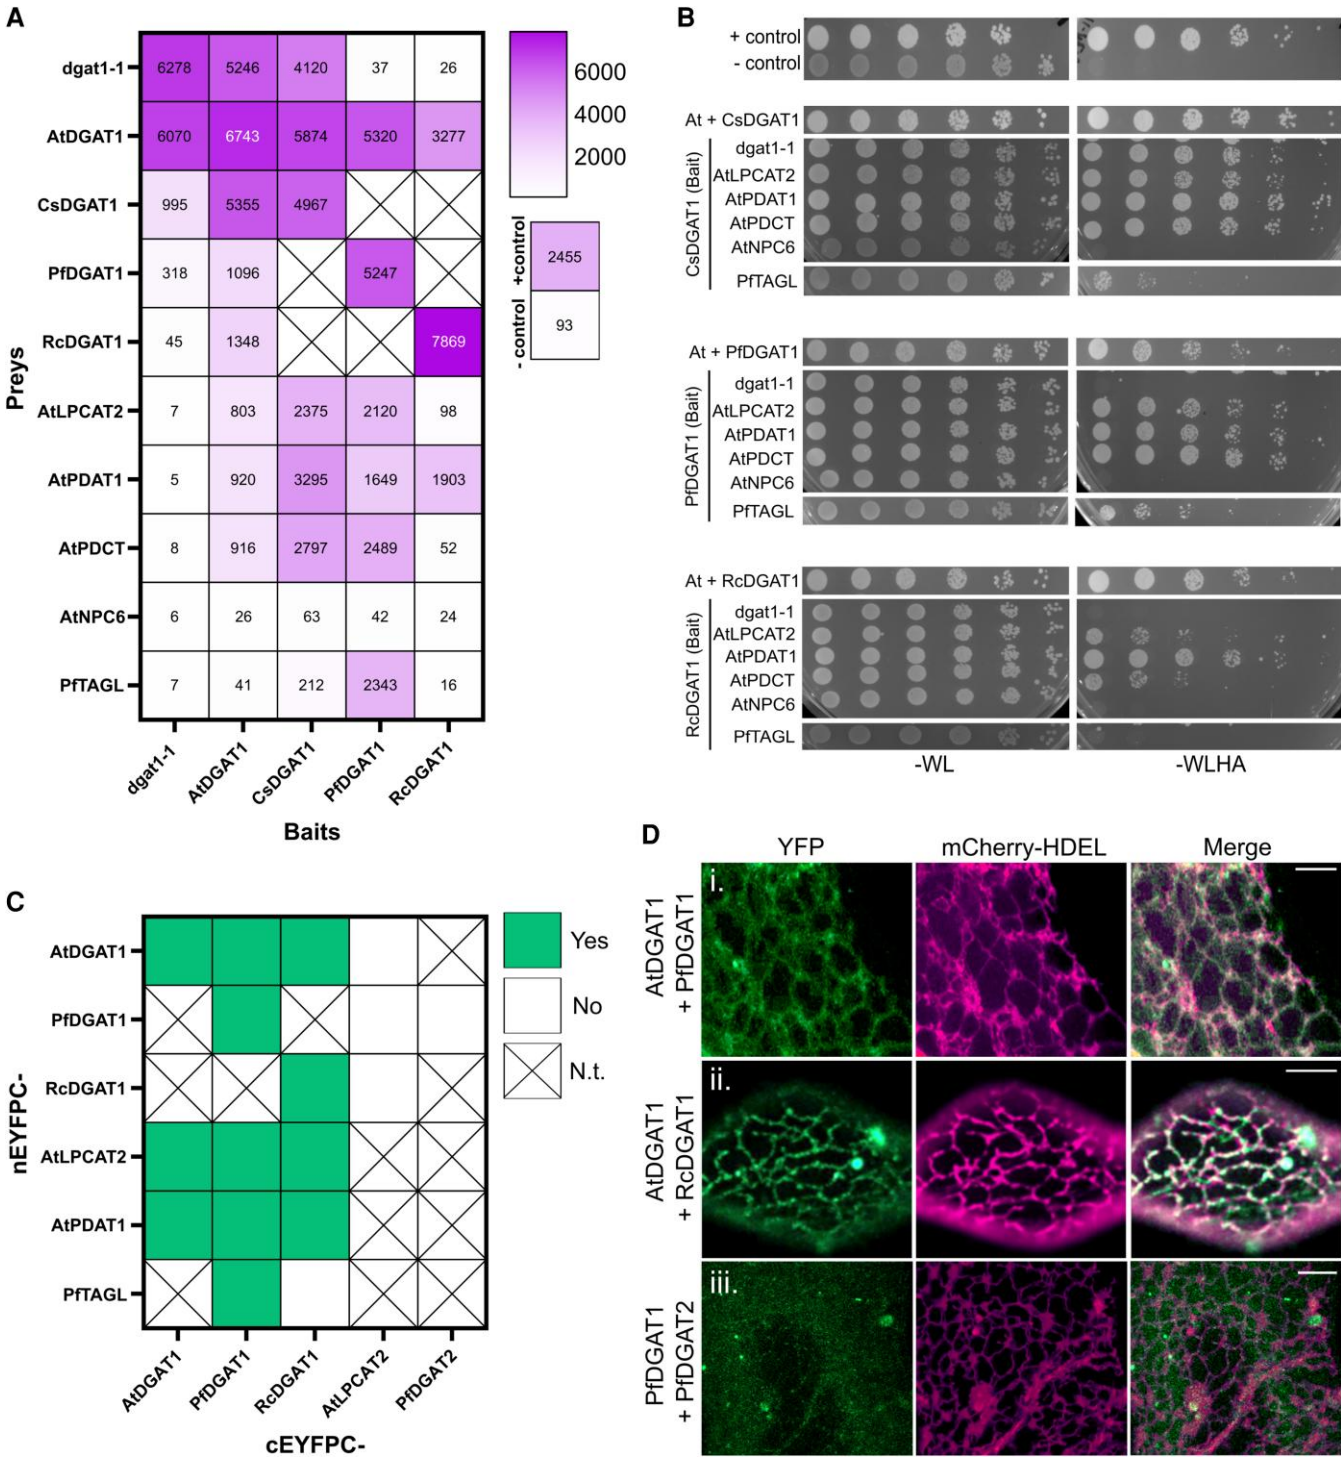 A
dgat1-1 6278 5246 4120 37 26
AtDGAT1 6070 6743 5874 5320 3277
CsDGAT1 995 5355 4967
PfDGAT1 318 1096 5247
RcDGAT1 45 1348 7869
AtLPCAT2 7 803 2375 2120 98
AtPDAT1 5 920 3295 1649 1903
AtPDCT 8 916 2797 2489 52
AtNPC6 6 26 63 42 24
PfTAGL 7 41 212 2343 16
Preys
dgat1-1 AtDGAT1 CsDGAT1 PfDGAT1 RcDGAT1
Baits
6000
4000
2000
+control 2455
- control 93
B
+ control
- control
At + CsDGAT1
CsDGAT1 (Bait)
dgat1-1
AtLPCAT2
AtPDAT1
AtPDCT
AtNPC6
PfTAGL
At + PfDGAT1
PfDGAT1 (Bait)
dgat1-1
AtLPCAT2
AtPDAT1
AtPDCT
AtNPC6
PfTAGL
At + RcDGAT1
RcDGAT1 (Bait)
dgat1-1
AtLPCAT2
AtPDAT1
AtPDCT
AtNPC6
PfTAGL
-WL -WLHA
C
nEYFPC-
AtDGAT1
PfDGAT1
RcDGAT1
AtLPCAT2
AtPDAT1
PfTAGL
AtDGAT1 PfDGAT1 RcDGAT1 AtLPCAT2 PfDGAT2
cEYFPC-
Yes
No
N.t.
D
YFP mCherry-HDEL Merge
AtDGAT1
+ PfDGAT1
i.
AtDGAT1
+ RcDGAT1
ii.
PfDGAT1
+ PfDGAT2
iii.